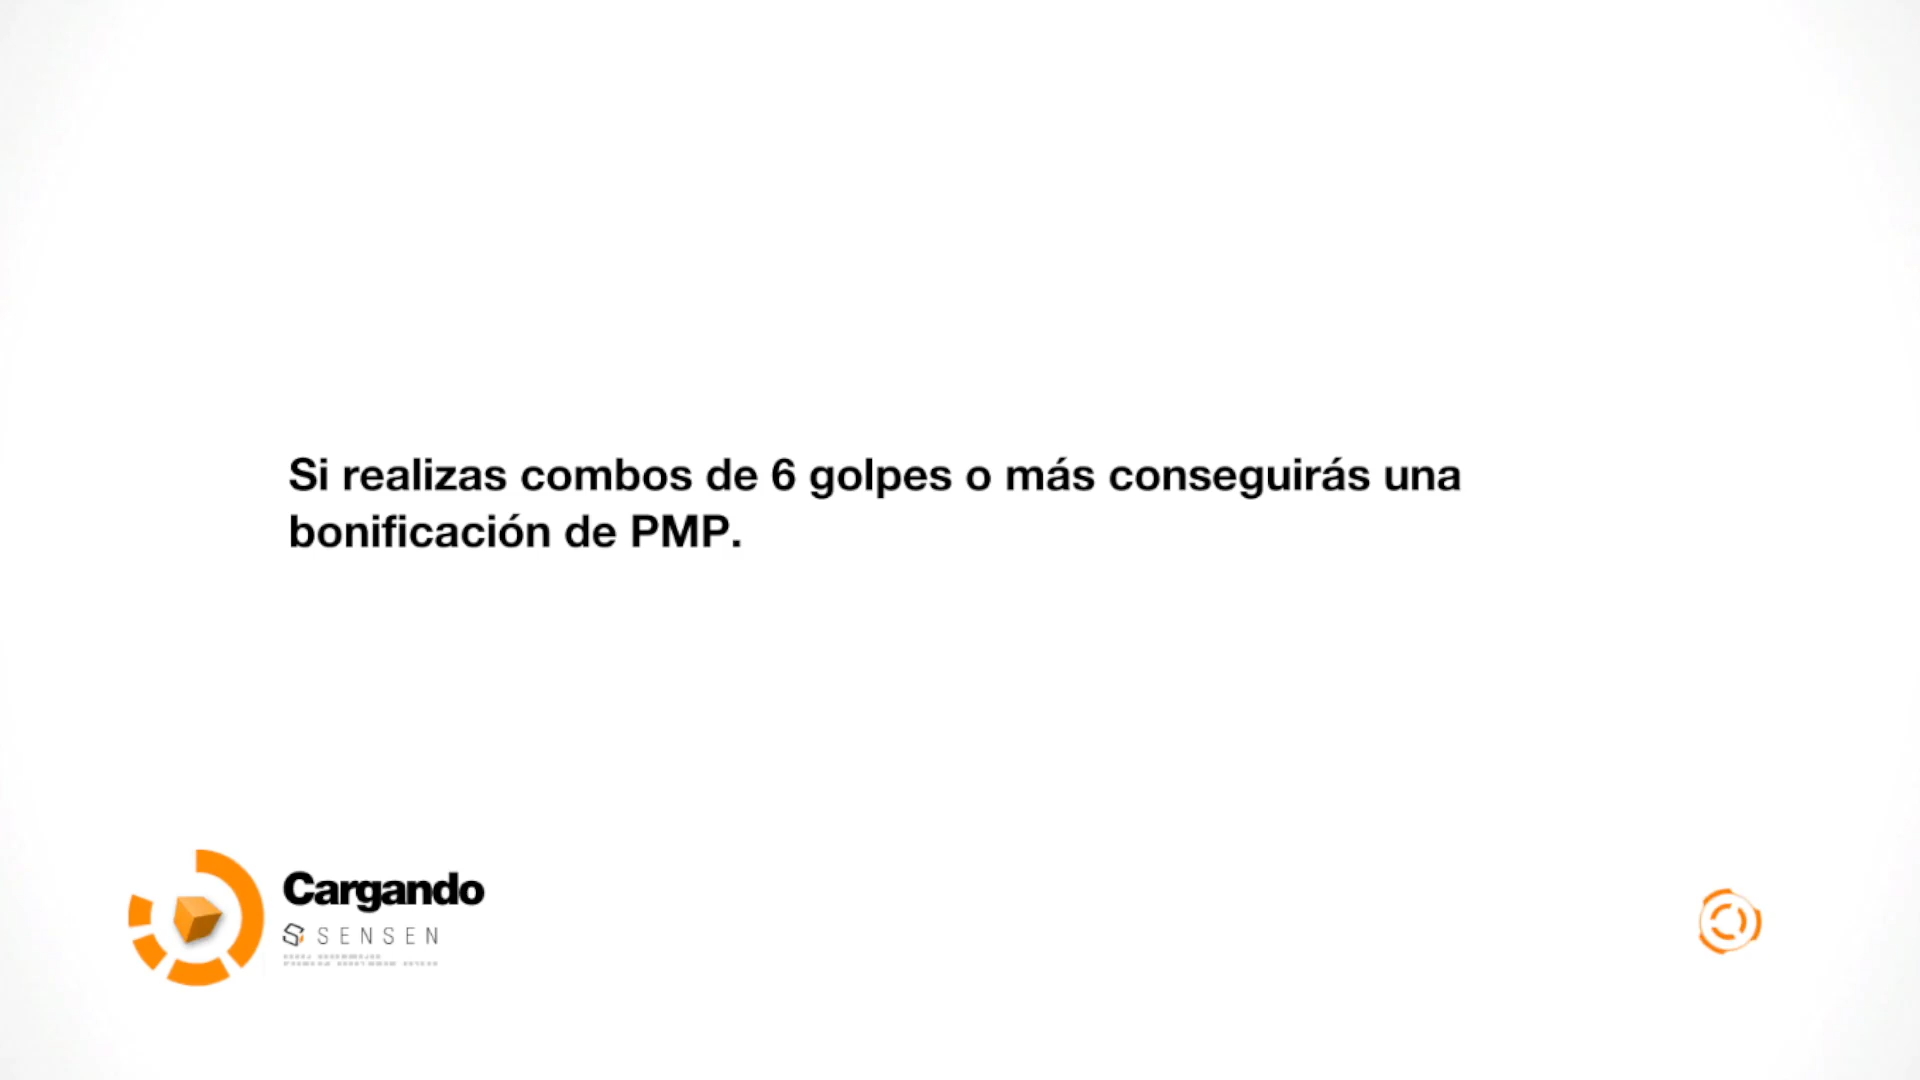 Si realizas combos de 6 golpes o más conseguirás una
bonificación de PMP.
Cargando
SENSEN